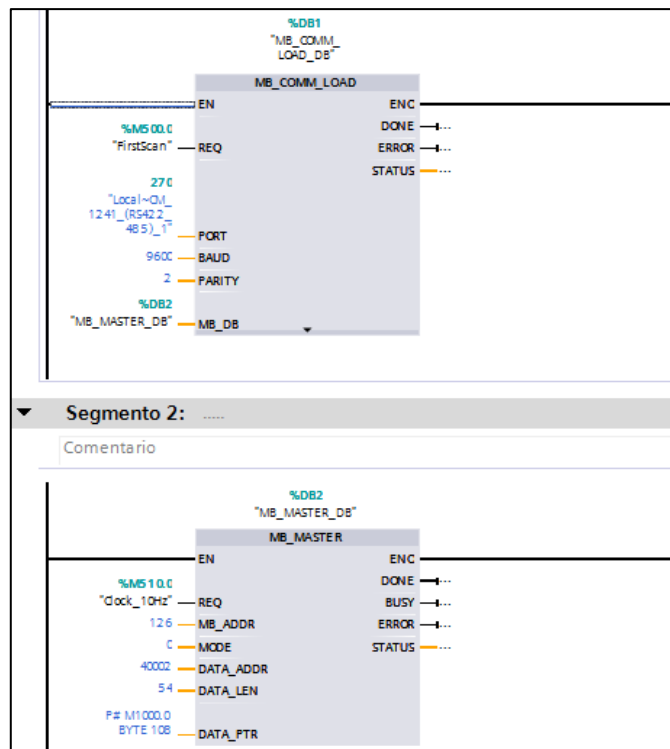 %DB1
"MB_COMM_
LOAD_DB"
MB_COMM_LOAD
EN ENO
%M500.0
"FirstScan" REQ
DONE ...
ERROR ...
STATUS ...
270
"Local~CM_
1241_(RS422_
485)_1" PORT
9600 BAUD
2 PARITY
%DB2
"MB_MASTER_DB" MB_DB
Segmento 2: .....
Comentario
%DB2
"MB_MASTER_DB"
MB_MASTER
EN ENO
%M510.0
"Clock_10Hz" REQ
DONE ...
BUSY ...
126 MB_ADDR
ERROR ...
0 MODE
STATUS ...
40002 DATA_ADDR
54 DATA_LEN
P# M1000.0
BYTE 108 DATA_PTR